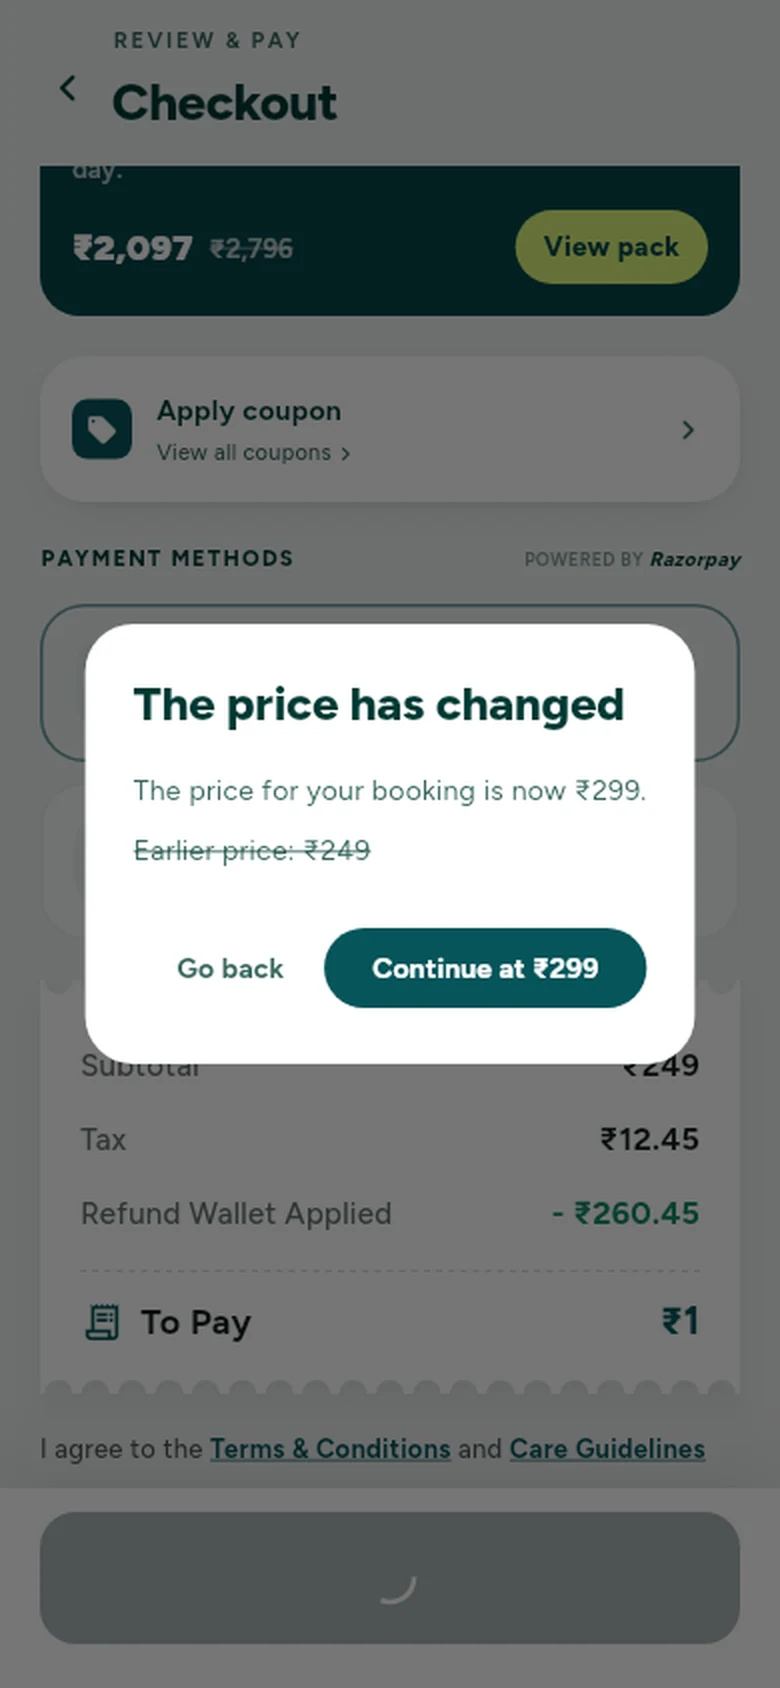 REVIEW & PAY
Checkout
day.
₹2,097 ₹2,796
View pack
Apply coupon
View all coupons >
PAYMENT METHODS
POWERED BY Razorpay
The price has changed
The price for your booking is now ₹299.
Earlier price: ₹249
Go back
Continue at ₹299
Subtotal ₹249
Tax ₹12.45
Refund Wallet Applied - ₹260.45
To Pay ₹1
I agree to the Terms & Conditions and Care Guidelines